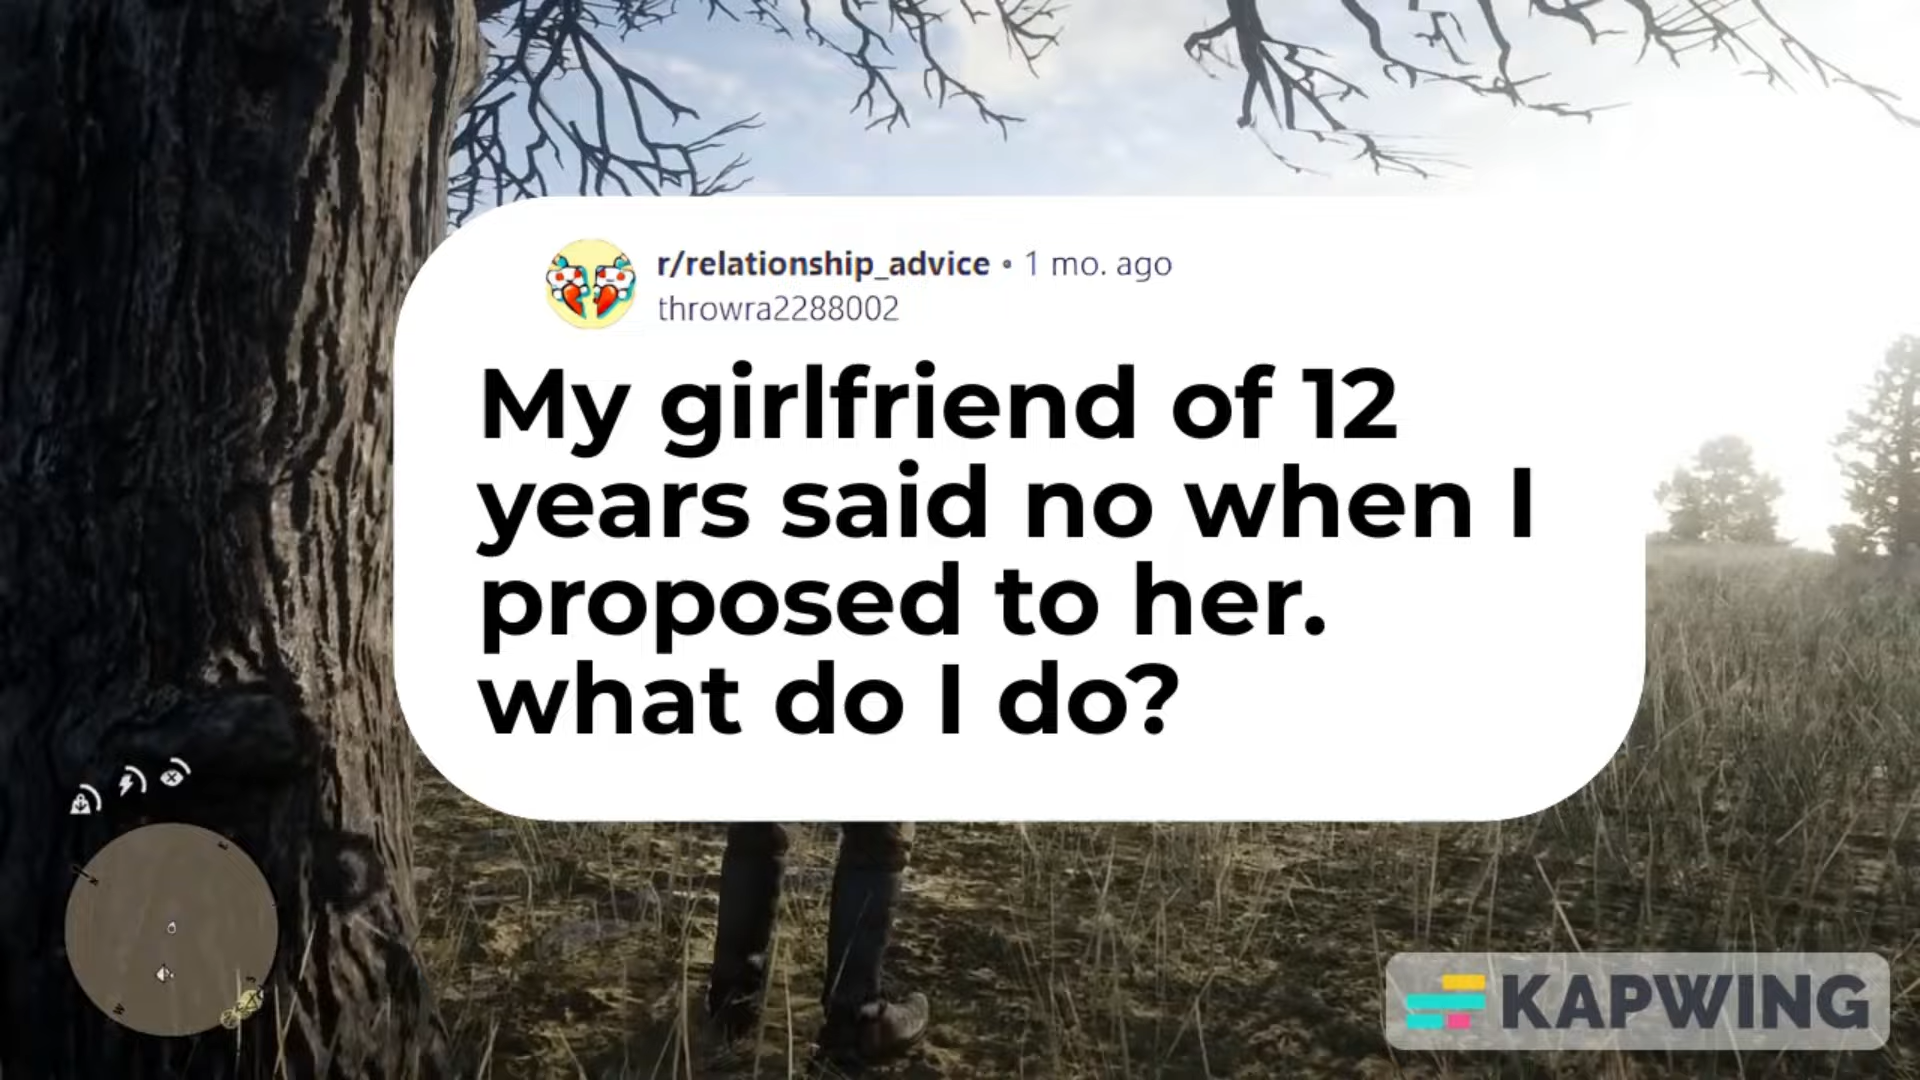 r/relationship_advice • 1 mo. ago
throwra2288002
My girlfriend of 12
years said no when I
proposed to her.
what do I do?
KAPWING